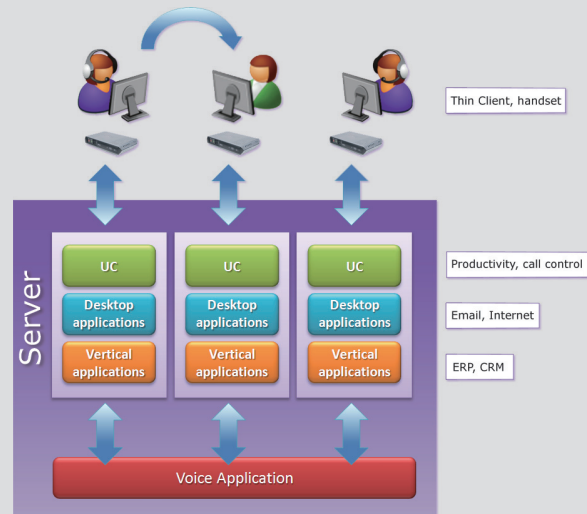 Thin Client, handset
Server
UC
UC
UC
Productivity, call control
Desktop
applications
Desktop
applications
Desktop
applications
Email, Internet
Vertical
applications
Vertical
applications
Vertical
applications
ERP, CRM
Voice Application